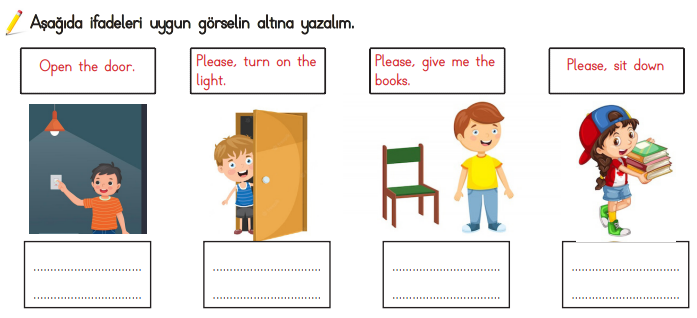 Aşağıda ifadeleri uygun görselin altına yazalım.
Open the door.
Please, turn on the
light.
Please, give me the
books.
Please, sit down